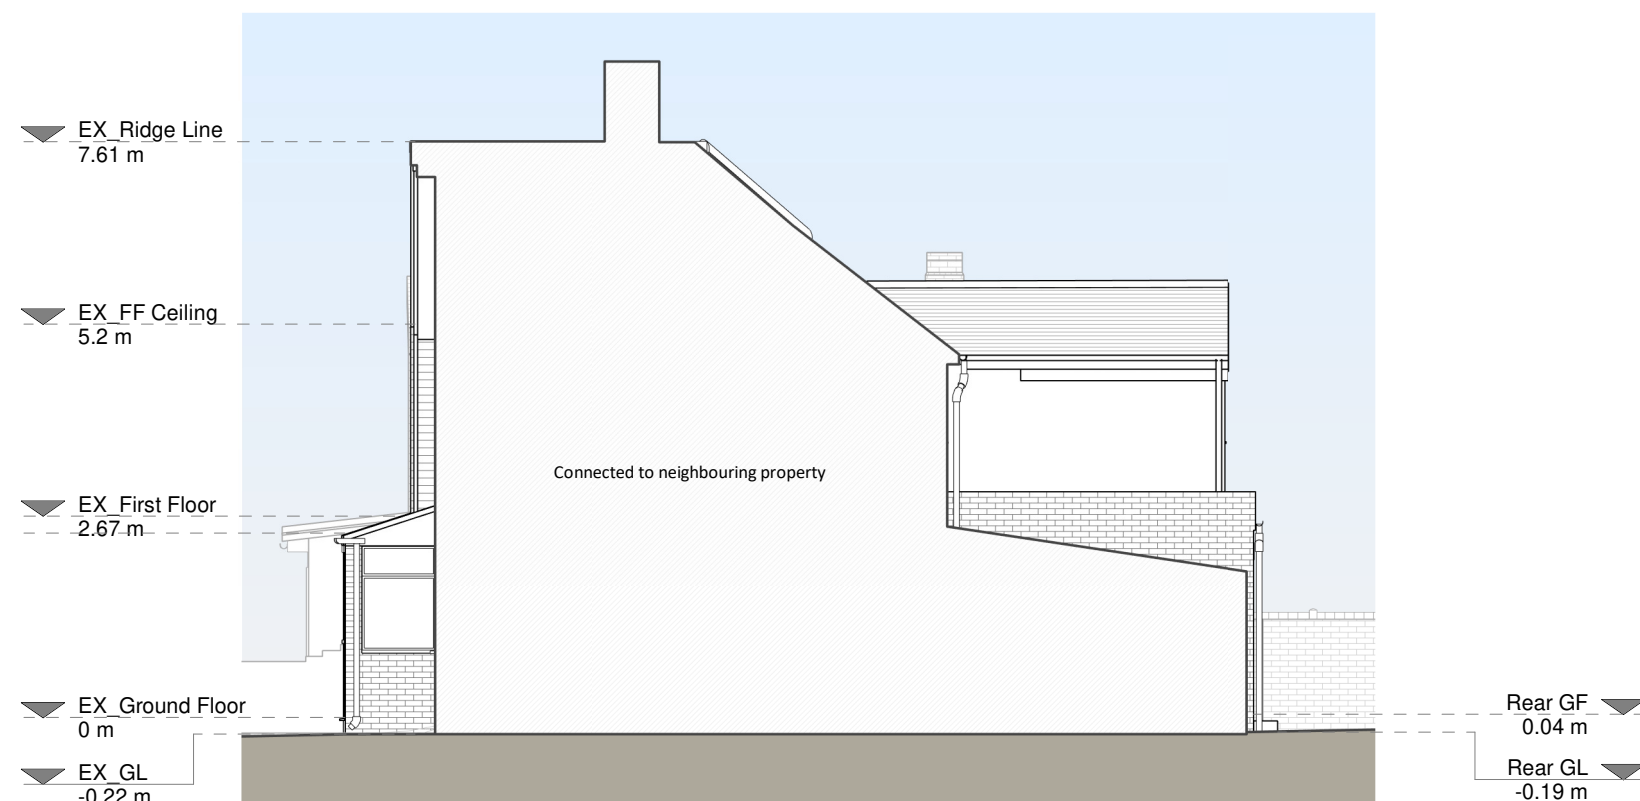 EX_Ridge Line
7.61 m
EX_FF Ceiling
5.2 m
Connected to neighbouring property
EX_First Floor
2.67 m
EX_Ground Floor
0 m
EX_GL
-0.22 m
Rear GF
0.04 m
Rear GL
-0.19 m